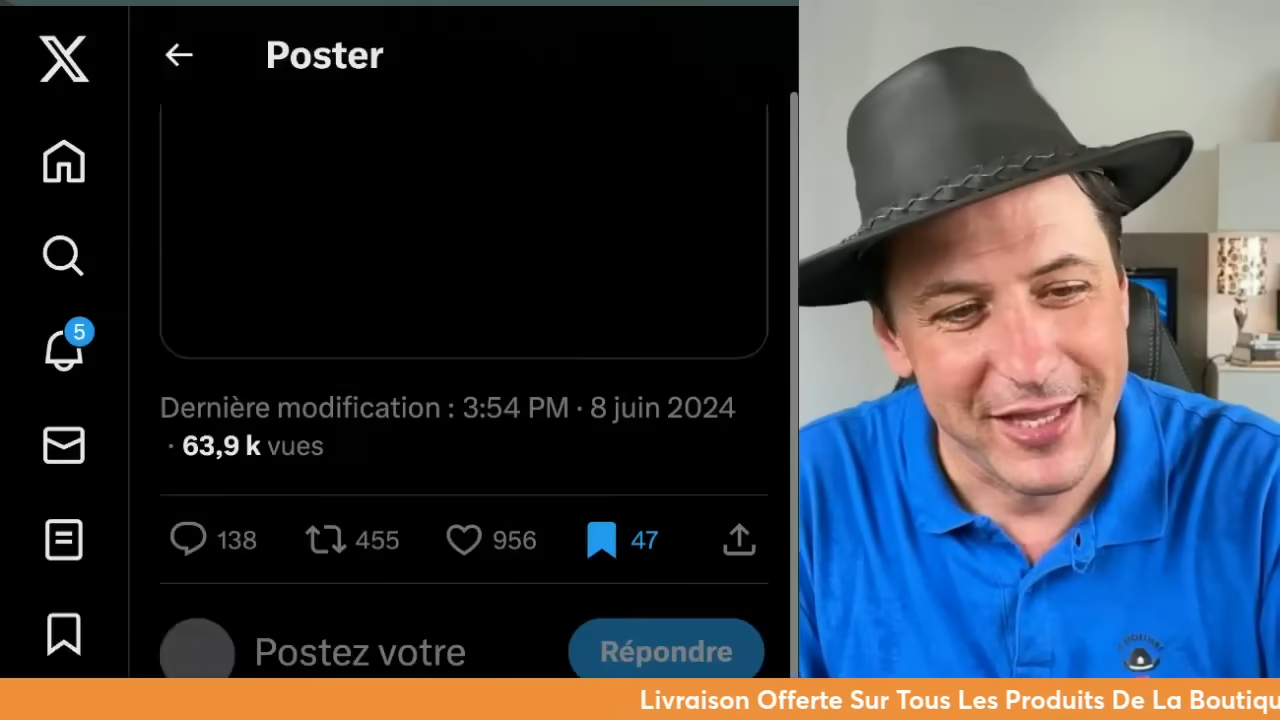 Poster
5
Dernière modification : 3:54 PM · 8 juin 2024
· 63,9 k vues
138 455 956 47
Postez votre Répondre
Livraison Offerte Sur Tous Les Produits De La Boutiqu